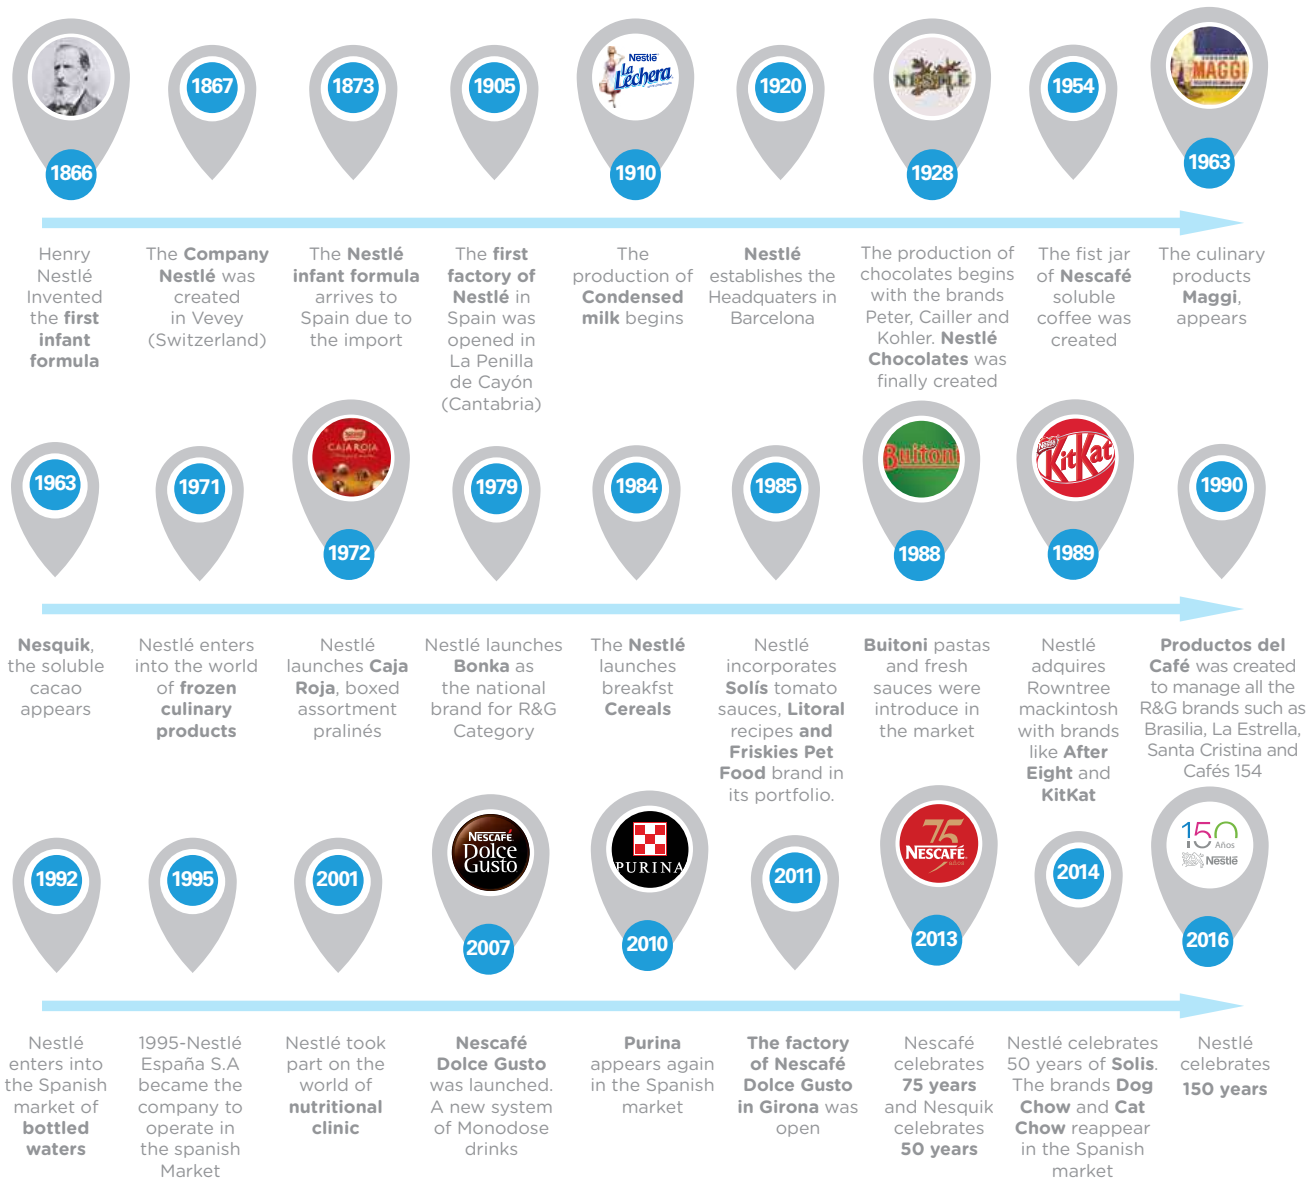 Nestlé
La
Lechera
NESTLÉ
MAGGI
1867
1873
1905
1920
1954
1866
1910
1928
1963
Henry
Nestlé
Invented
the first
infant
formula
The Company
Nestlé was
created
in Vevey
(Switzerland)
The Nestlé
infant formula
arrives to
Spain due to
the import
The first
factory of
Nestlé in
Spain was
opened in
La Penilla
de Cayón
(Cantabria)
The
production of
Condensed
milk begins
Nestlé
establishes the
Headquaters in
Barcelona
The production of
chocolates begins
with the brands
Peter, Cailler and
Kohler. Nestlé
Chocolates was
finally created
The fist jar
of Nescafé
soluble
coffee was
created
The culinary
products
Maggi,
appears
Nestlé
CAJA ROJA
Buitoni
Nestlé
KitKat
1963
1971
1979
1984
1985
1990
1972
1988
1989
Nesquik,
the soluble
cacao
appears
Nestlé enters
into the world
of frozen
culinary
products
Nestlé
launches Caja
Roja, boxed
assortment
pralinés
Nestlé launches
Bonka as
the national
brand for R&G
Category
The Nestlé
launches
breakfst
Cereals
Nestlé
incorporates
Solís tomato
sauces, Litoral
recipes and
Friskies Pet
Food brand in
its portfolio.
Buitoni pastas
and fresh
sauces were
introduce in
the market
Nestlé
adquires
Rowntree
mackintosh
with brands
like After
Eight and
KitKat
Productos del
Café was created
to manage all the
R&G brands such as
Brasilia, La Estrella,
Santa Cristina and
Cafés 154
NESCAFÉ
Dolce
Gusto
PURINA
75
NESCAFÉ
años
150
Años
Nestlé
1992
1995
2001
2011
2014
2007
2010
2013
2016
Nestlé
enters into
the Spanish
market of
bottled
waters
1995-Nestlé
España S.A
became the
company to
operate in
the spanish
Market
Nestlé took
part on the
world of
nutritional
clinic
Nescafé
Dolce Gusto
was launched.
A new system
of Monodose
drinks
Purina
appears again
in the Spanish
market
The factory
of Nescafé
Dolce Gusto
in Girona was
open
Nescafé
celebrates
75 years
and Nesquik
celebrates
50 years
Nestlé celebrates
50 years of Solis.
The brands Dog
Chow and Cat
Chow reappear
in the Spanish
market
Nestlé
celebrates
150 years